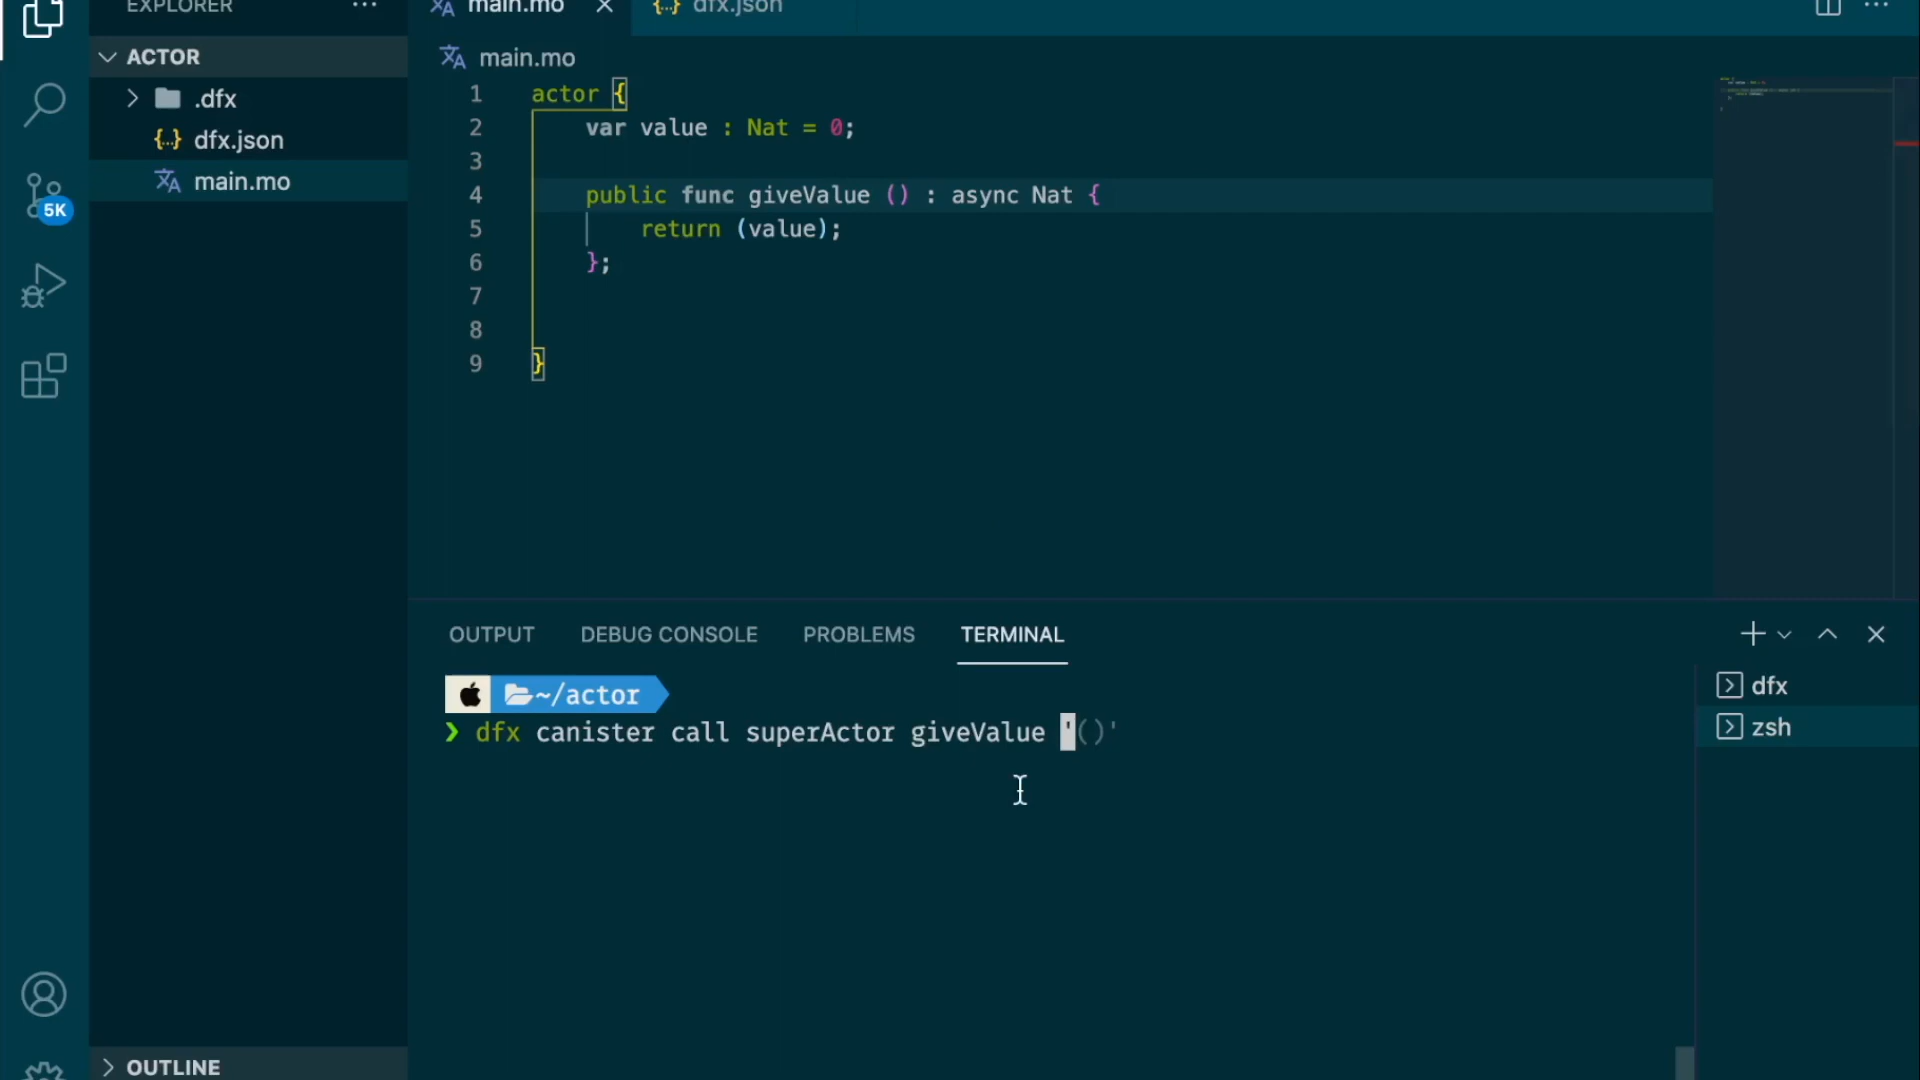 EXPLORER
main.mo
dfx.json
ACTOR
.dfx
dfx.json
main.mo
5K
main.mo
1 actor {
2 var value : Nat = 0;
3
4 public func giveValue () : async Nat {
5 return (value);
6 };
7
8
9 }
OUTPUT DEBUG CONSOLE PROBLEMS TERMINAL
~/actor
❯ dfx canister call superActor giveValue '()'
dfx
zsh
OUTLINE